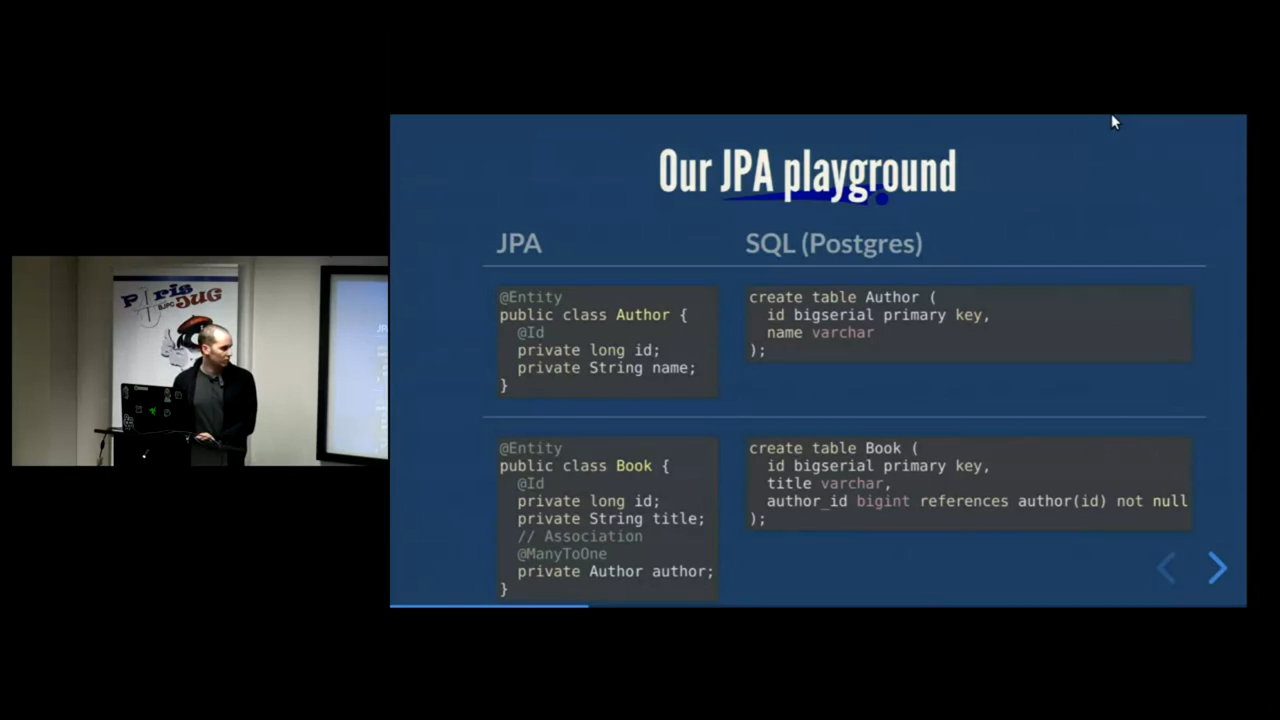 Our JPA playground
JPA
SQL (Postgres)
@Entity
public class Author {
@Id
private long id;
private String name;
}
create table Author (
id bigserial primary key,
name varchar
);
@Entity
public class Book {
@Id
private long id;
private String title;
// Association
@ManyToOne
private Author author;
}
create table Book (
id bigserial primary key,
title varchar,
author_id bigint references author(id) not null
);
Paris
JUG